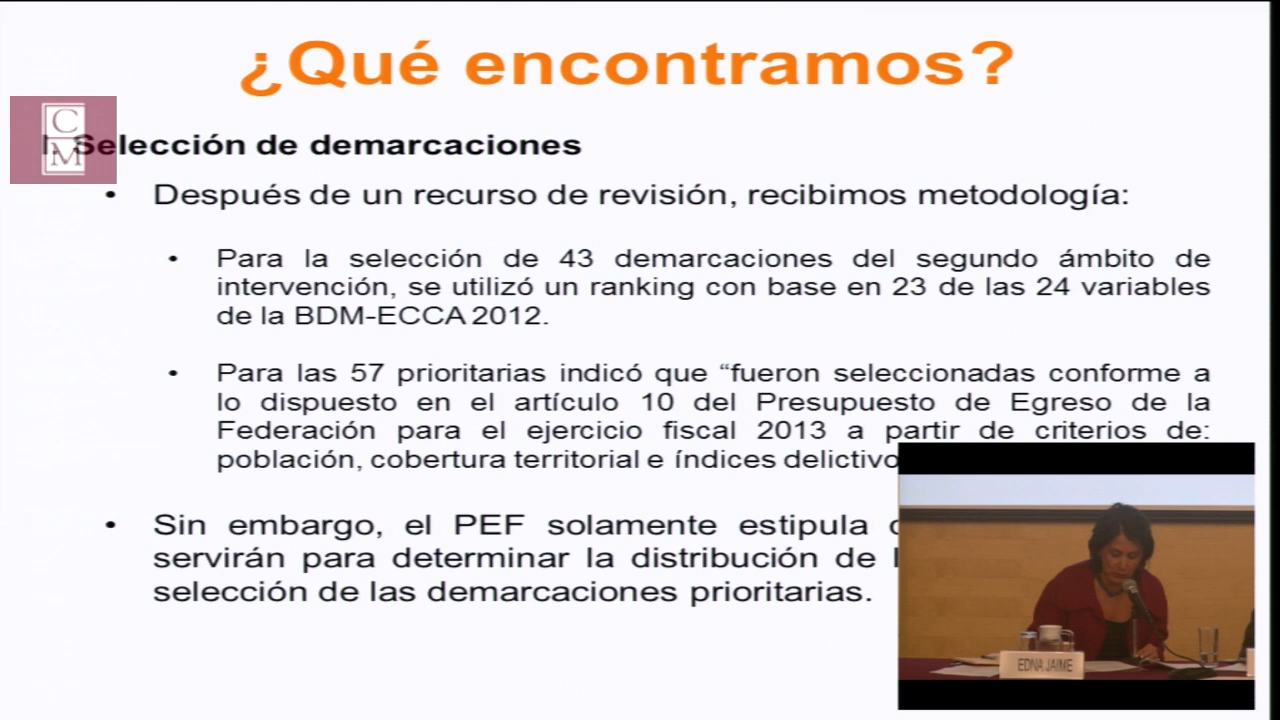 ¿Qué encontramos?
C
M
I. Selección de demarcaciones
• Después de un recurso de revisión, recibimos metodología:
• Para la selección de 43 demarcaciones del segundo ámbito de
intervención, se utilizó un ranking con base en 23 de las 24 variables
de la BDM-ECCA 2012.
• Para las 57 prioritarias indicó que “fueron seleccionadas conforme a
lo dispuesto en el artículo 10 del Presupuesto de Egreso de la
Federación para el ejercicio fiscal 2013 a partir de criterios de:
población, cobertura territorial e índices delictivo
• Sin embargo, el PEF solamente estipula
servirán para determinar la distribución de
selección de las demarcaciones prioritarias.
EDNA JAIME